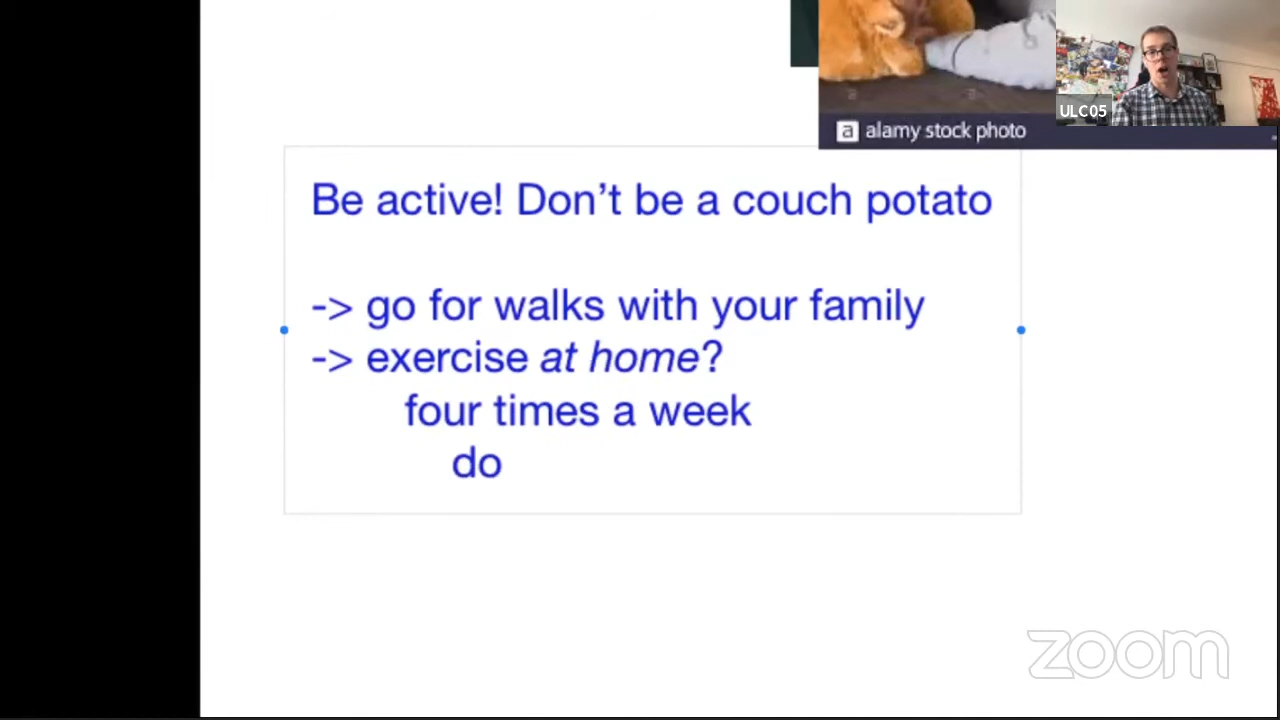 a alamy stock photo
ULC05
Be active! Don’t be a couch potato
-> go for walks with your family
-> exercise at home?
four times a week
do
zoom